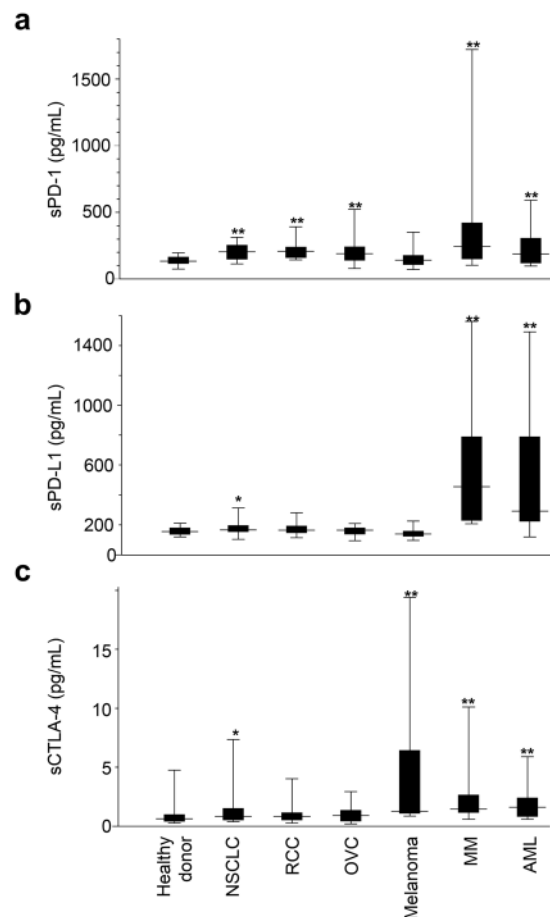 a
sPD-1 (pg/mL)
1500
1000
500
0
**
**
**
**
**
b
sPD-L1 (pg/mL)
1400
1000
600
200
0
*
**
**
c
sCTLA-4 (pg/mL)
15
10
5
0
*
**
**
**
Healthy
donor
NSCLC
RCC
OVC
Melanoma
MM
AML